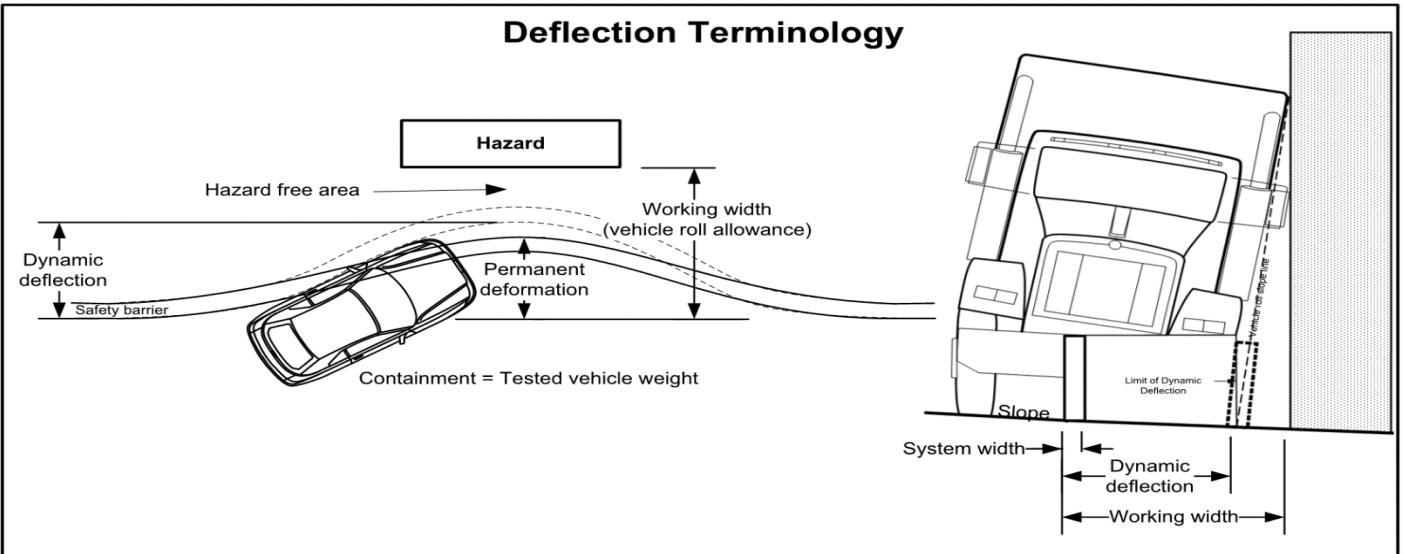 Deflection Terminology
Hazard
Hazard free area
Working width
(vehicle roll allowance)
Dynamic
deflection
Permanent
deformation
Safety barrier
Containment = Tested vehicle weight
Vehicle roll slope line
Limit of Dynamic
Deflection
Slope
System width
Dynamic
deflection
Working width